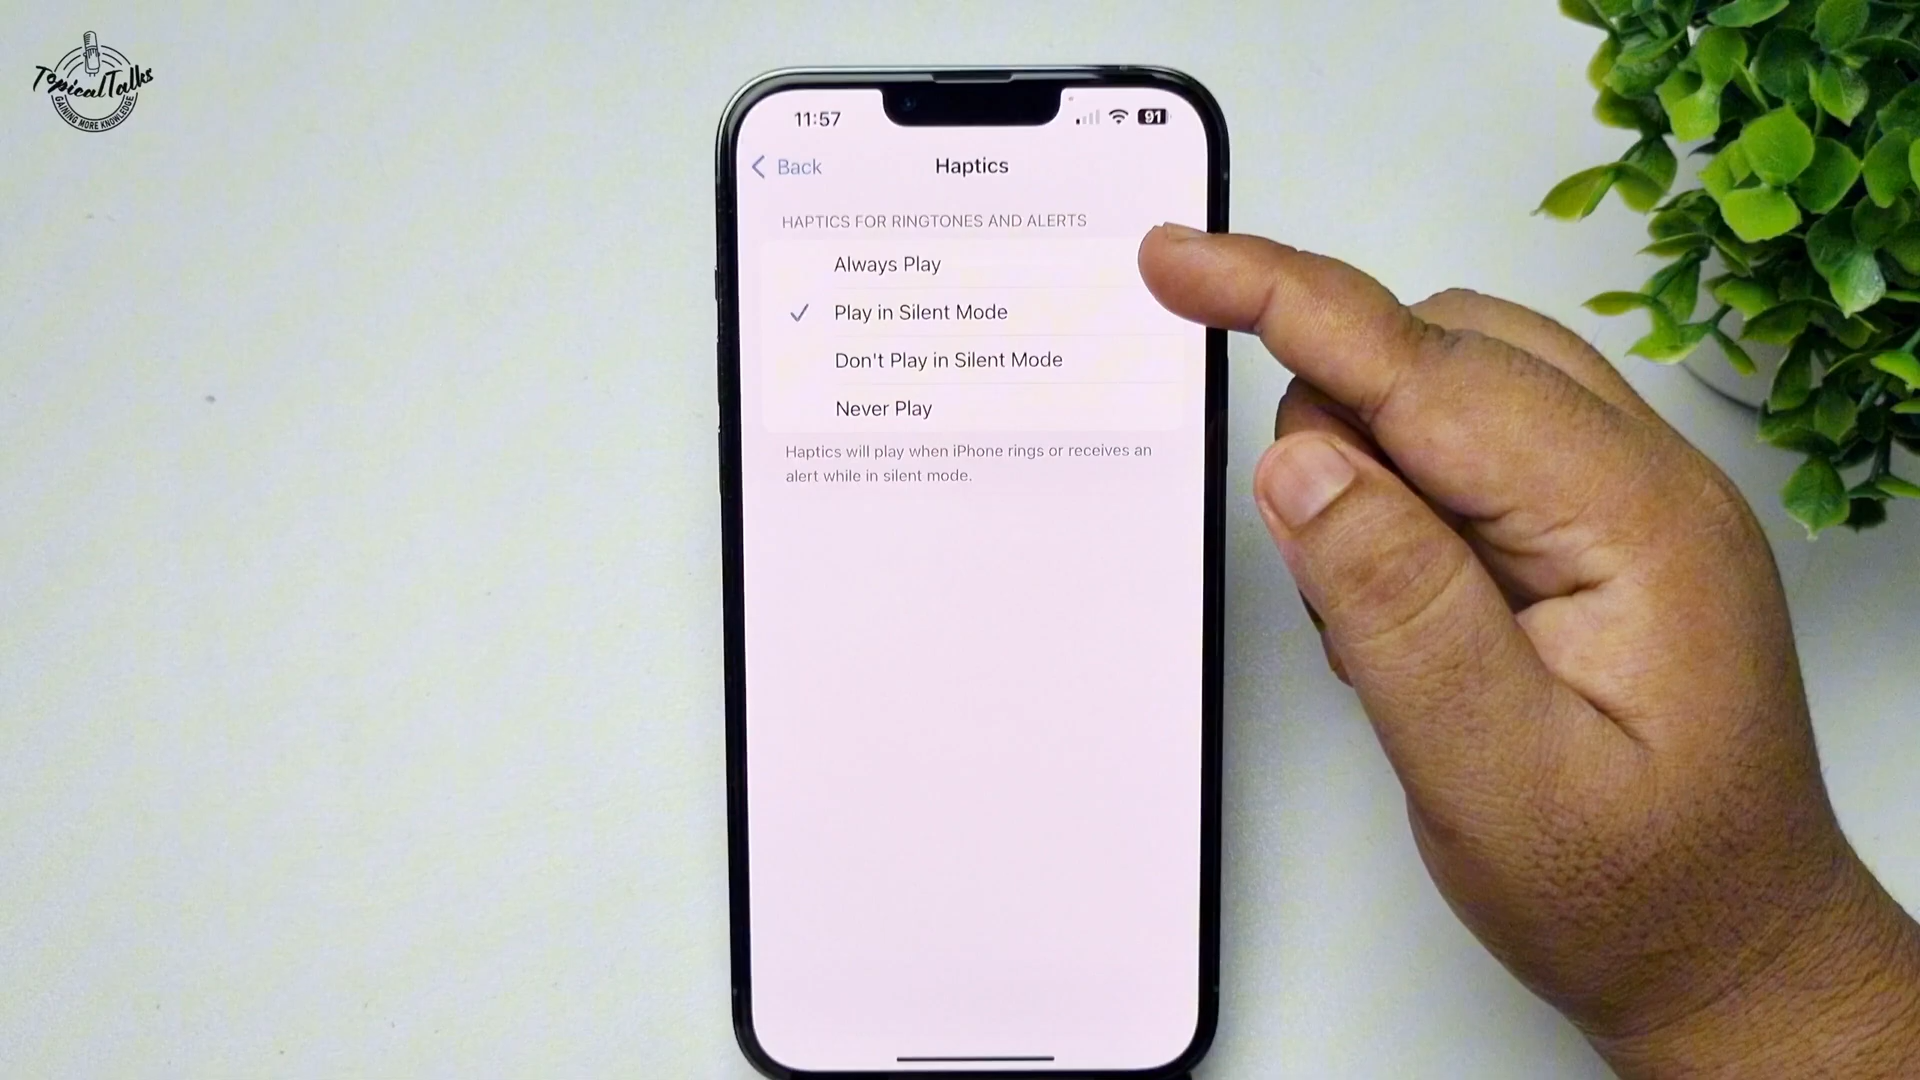 TopicalTalks
GAINING MORE KNOWLEDGE
11:57
91
Back
Haptics
HAPTICS FOR RINGTONES AND ALERTS
Always Play
Play in Silent Mode
Don't Play in Silent Mode
Never Play
Haptics will play when iPhone rings or receives an
alert while in silent mode.